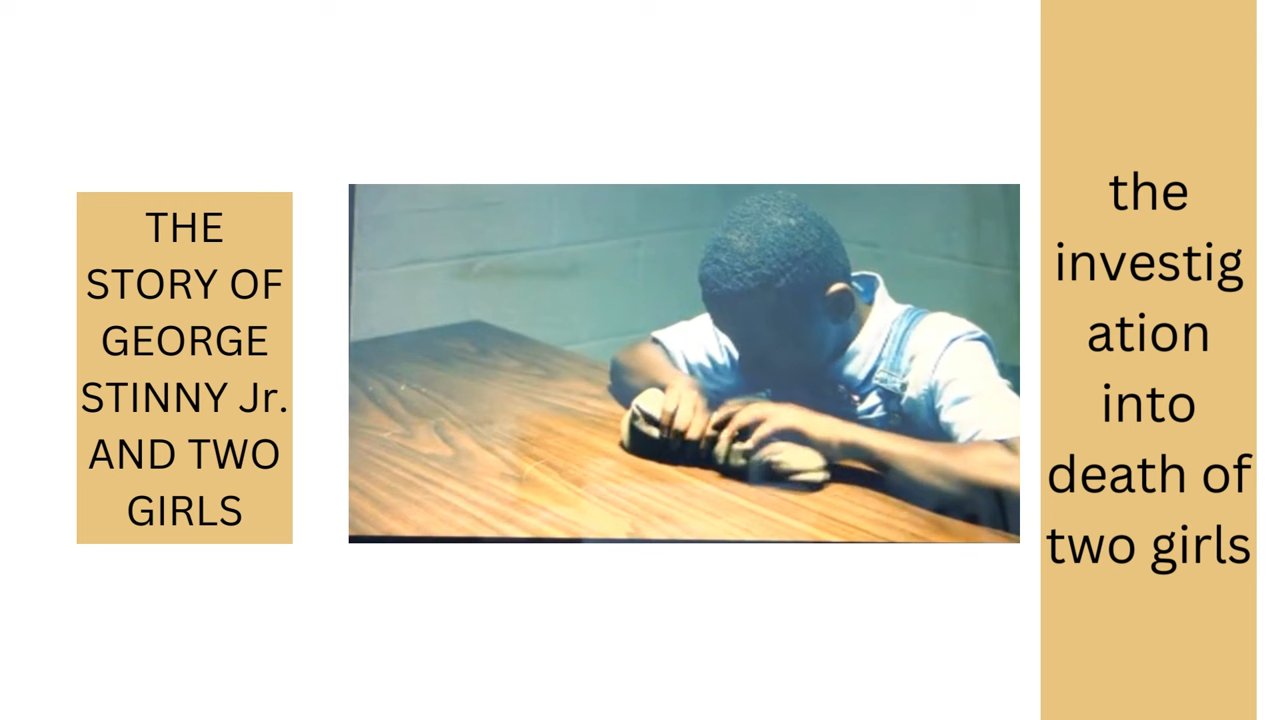 THE
STORY OF
GEORGE
STINNY Jr.
AND TWO
GIRLS
the
investig
ation
into
death of
two girls